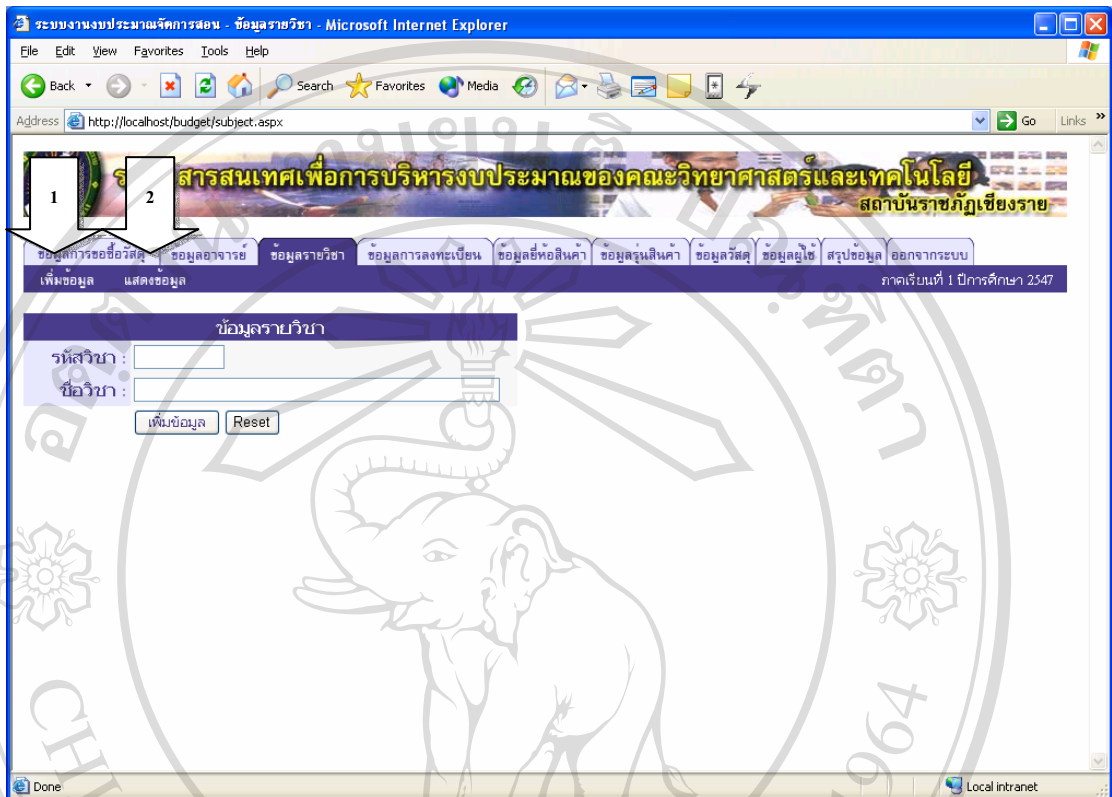 ระบบงานงบประมาณจัดการสอน - ข้อมูลรายวิชา - Microsoft Internet Explorer
File Edit View Favorites Tools Help
Back Search Favorites Media
Address http://localhost/budget/subject.aspx Go Links »
สารสนเทศเพื่อการบริหารงบประมาณของคณะวิทยาศาสตร์และเทคโนโลยี
สถาบันราชภัฏเชียงราย
1 2
ข้อมูลการขอซื้อวัสดุ ข้อมูลอาจารย์ ข้อมูลรายวิชา ข้อมูลการลงทะเบียน ข้อมูลยี่ห้อสินค้า ข้อมูลรุ่นสินค้า ข้อมูลวัสดุ ข้อมูลผู้ใช้ สรุปข้อมูล ออกจากระบบ
เพิ่มข้อมูล แสดงข้อมูล ภาคเรียนที่ 1 ปีการศึกษา 2547
ข้อมูลรายวิชา
รหัสวิชา :
ชื่อวิชา :
เพิ่มข้อมูล Reset
Done Local intranet